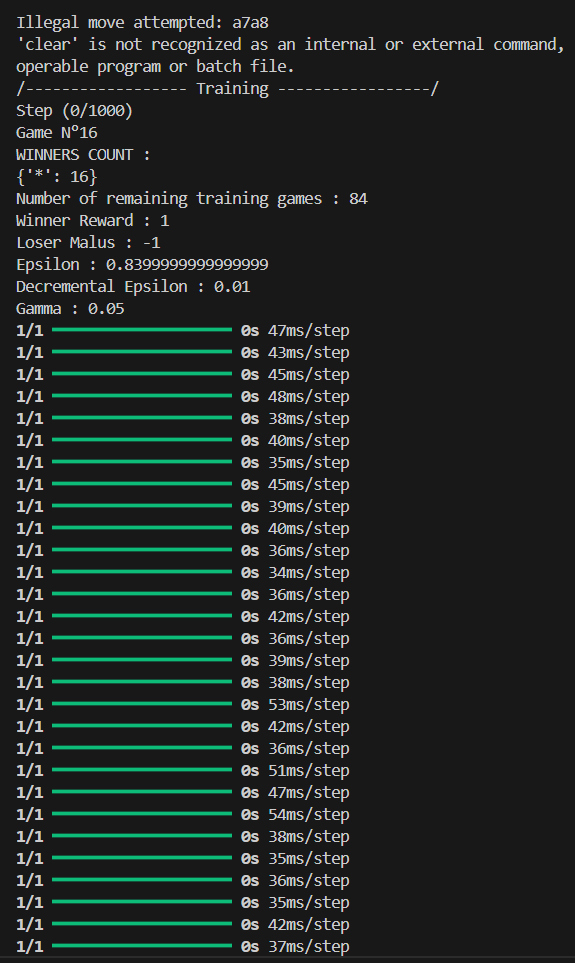 Illegal move attempted: a7a8
'clear' is not recognized as an internal or external command,
operable program or batch file.
/------------------ Training -----------------/
Step (0/1000)
Game N°16
WINNERS COUNT :
{'*': 16}
Number of remaining training games : 84
Winner Reward : 1
Loser Malus : -1
Epsilon : 0.8399999999999999
Decremental Epsilon : 0.01
Gamma : 0.05
1/1 0s 47ms/step
1/1 0s 43ms/step
1/1 0s 45ms/step
1/1 0s 48ms/step
1/1 0s 38ms/step
1/1 0s 40ms/step
1/1 0s 35ms/step
1/1 0s 45ms/step
1/1 0s 39ms/step
1/1 0s 40ms/step
1/1 0s 36ms/step
1/1 0s 34ms/step
1/1 0s 36ms/step
1/1 0s 42ms/step
1/1 0s 36ms/step
1/1 0s 39ms/step
1/1 0s 38ms/step
1/1 0s 53ms/step
1/1 0s 42ms/step
1/1 0s 36ms/step
1/1 0s 51ms/step
1/1 0s 47ms/step
1/1 0s 54ms/step
1/1 0s 38ms/step
1/1 0s 35ms/step
1/1 0s 36ms/step
1/1 0s 35ms/step
1/1 0s 42ms/step
1/1 0s 37ms/step